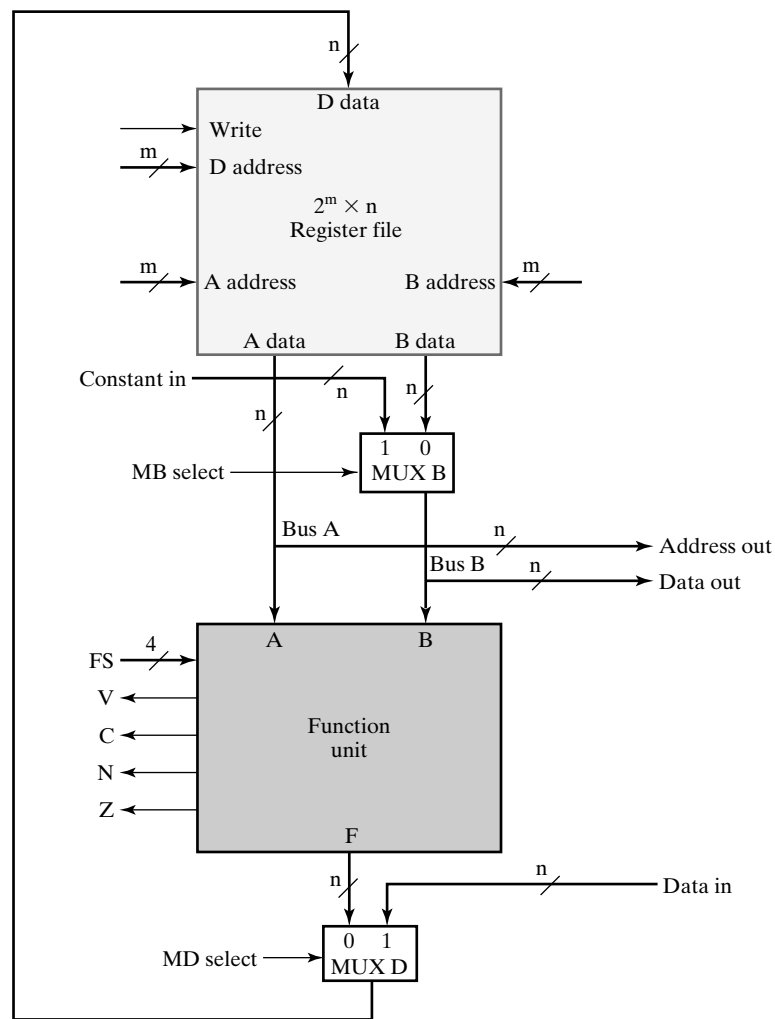 n
D data
Write
m
D address
2^m × n
Register file
m
A address
B address
m
A data
B data
Constant in
n
n
n
1 0
MB select
MUX B
Bus A
n
Address out
Bus B
n
Data out
A
B
FS
4
V
Function
unit
C
N
Z
F
n
n
Data in
0 1
MD select
MUX D